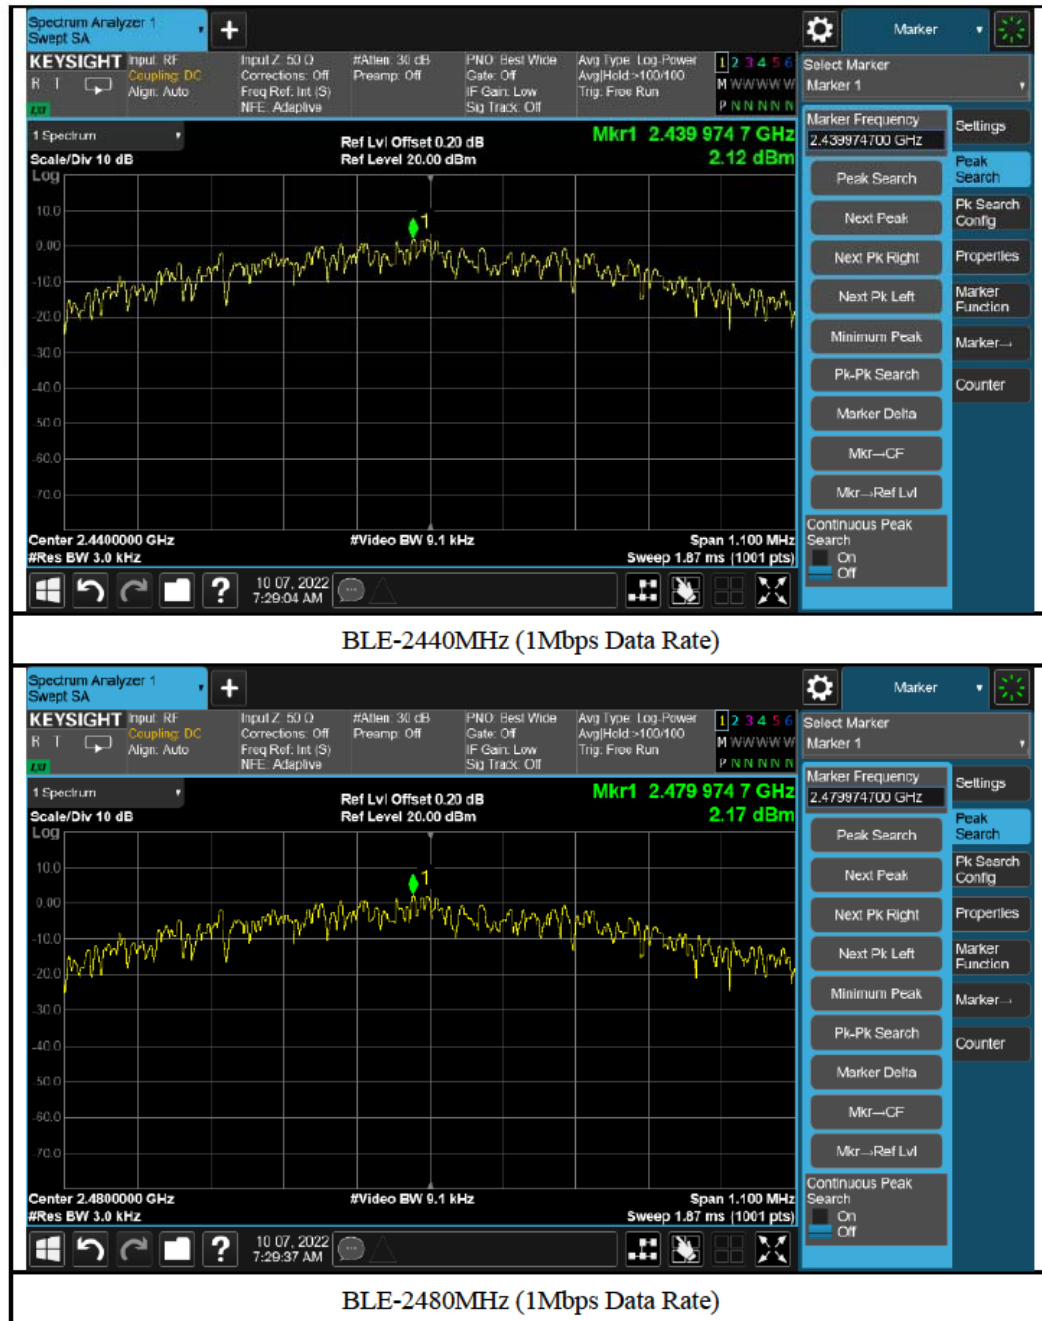 Spectrum Analyzer 1
Swept SA
+
Marker
KEYSIGHT
R T
LXI
Input: RF
Coupling: DC
Align: Auto
Input Z: 50 Ω
Corrections: Off
Freq Ref: Int (S)
NFE: Adaptive
#Atten: 30 dB
Preamp: Off
PNO: Best Wide
Gate: Off
IF Gain: Low
Sig Track: Off
Avg Type: Log-Power
Avg|Hold:>100/100
Trig: Free Run
1 2 3 4 5 6
M W W W W W
P N N N N N
Select Marker
Marker 1
1 Spectrum
Scale/Div 10 dB
Log
Ref Lvl Offset 0.20 dB
Ref Level 20.00 dBm
Mkr1 2.439 974 7 GHz
2.12 dBm
10.0
0.00
-10.0
-20.0
-30.0
-40.0
-50.0
-60.0
-70.0
1
Center 2.4400000 GHz
#Res BW 3.0 kHz
#Video BW 9.1 kHz
Span 1.100 MHz
Sweep 1.87 ms (1001 pts)
Marker Frequency
2.439974700 GHz
Peak Search
Next Peak
Next Pk Right
Next Pk Left
Minimum Peak
Pk-Pk Search
Marker Delta
Mkr→CF
Mkr→Ref Lvl
Continuous Peak
Search
On
Off
Settings
Peak
Search
Pk Search
Config
Properties
Marker
Function
Marker→
Counter
?
10 07, 2022
7:29:04 AM
BLE-2440MHz (1Mbps Data Rate)
Spectrum Analyzer 1
Swept SA
+
Marker
KEYSIGHT
R T
LXI
Input: RF
Coupling: DC
Align: Auto
Input Z: 50 Ω
Corrections: Off
Freq Ref: Int (S)
NFE: Adaptive
#Atten: 30 dB
Preamp: Off
PNO: Best Wide
Gate: Off
IF Gain: Low
Sig Track: Off
Avg Type: Log-Power
Avg|Hold:>100/100
Trig: Free Run
1 2 3 4 5 6
M W W W W W
P N N N N N
Select Marker
Marker 1
1 Spectrum
Scale/Div 10 dB
Log
Ref Lvl Offset 0.20 dB
Ref Level 20.00 dBm
Mkr1 2.479 974 7 GHz
2.17 dBm
10.0
0.00
-10.0
-20.0
-30.0
-40.0
-50.0
-60.0
-70.0
1
Center 2.4800000 GHz
#Res BW 3.0 kHz
#Video BW 9.1 kHz
Span 1.100 MHz
Sweep 1.87 ms (1001 pts)
Marker Frequency
2.479974700 GHz
Peak Search
Next Peak
Next Pk Right
Next Pk Left
Minimum Peak
Pk-Pk Search
Marker Delta
Mkr→CF
Mkr→Ref Lvl
Continuous Peak
Search
On
Off
Settings
Peak
Search
Pk Search
Config
Properties
Marker
Function
Marker→
Counter
?
10 07, 2022
7:29:37 AM
BLE-2480MHz (1Mbps Data Rate)